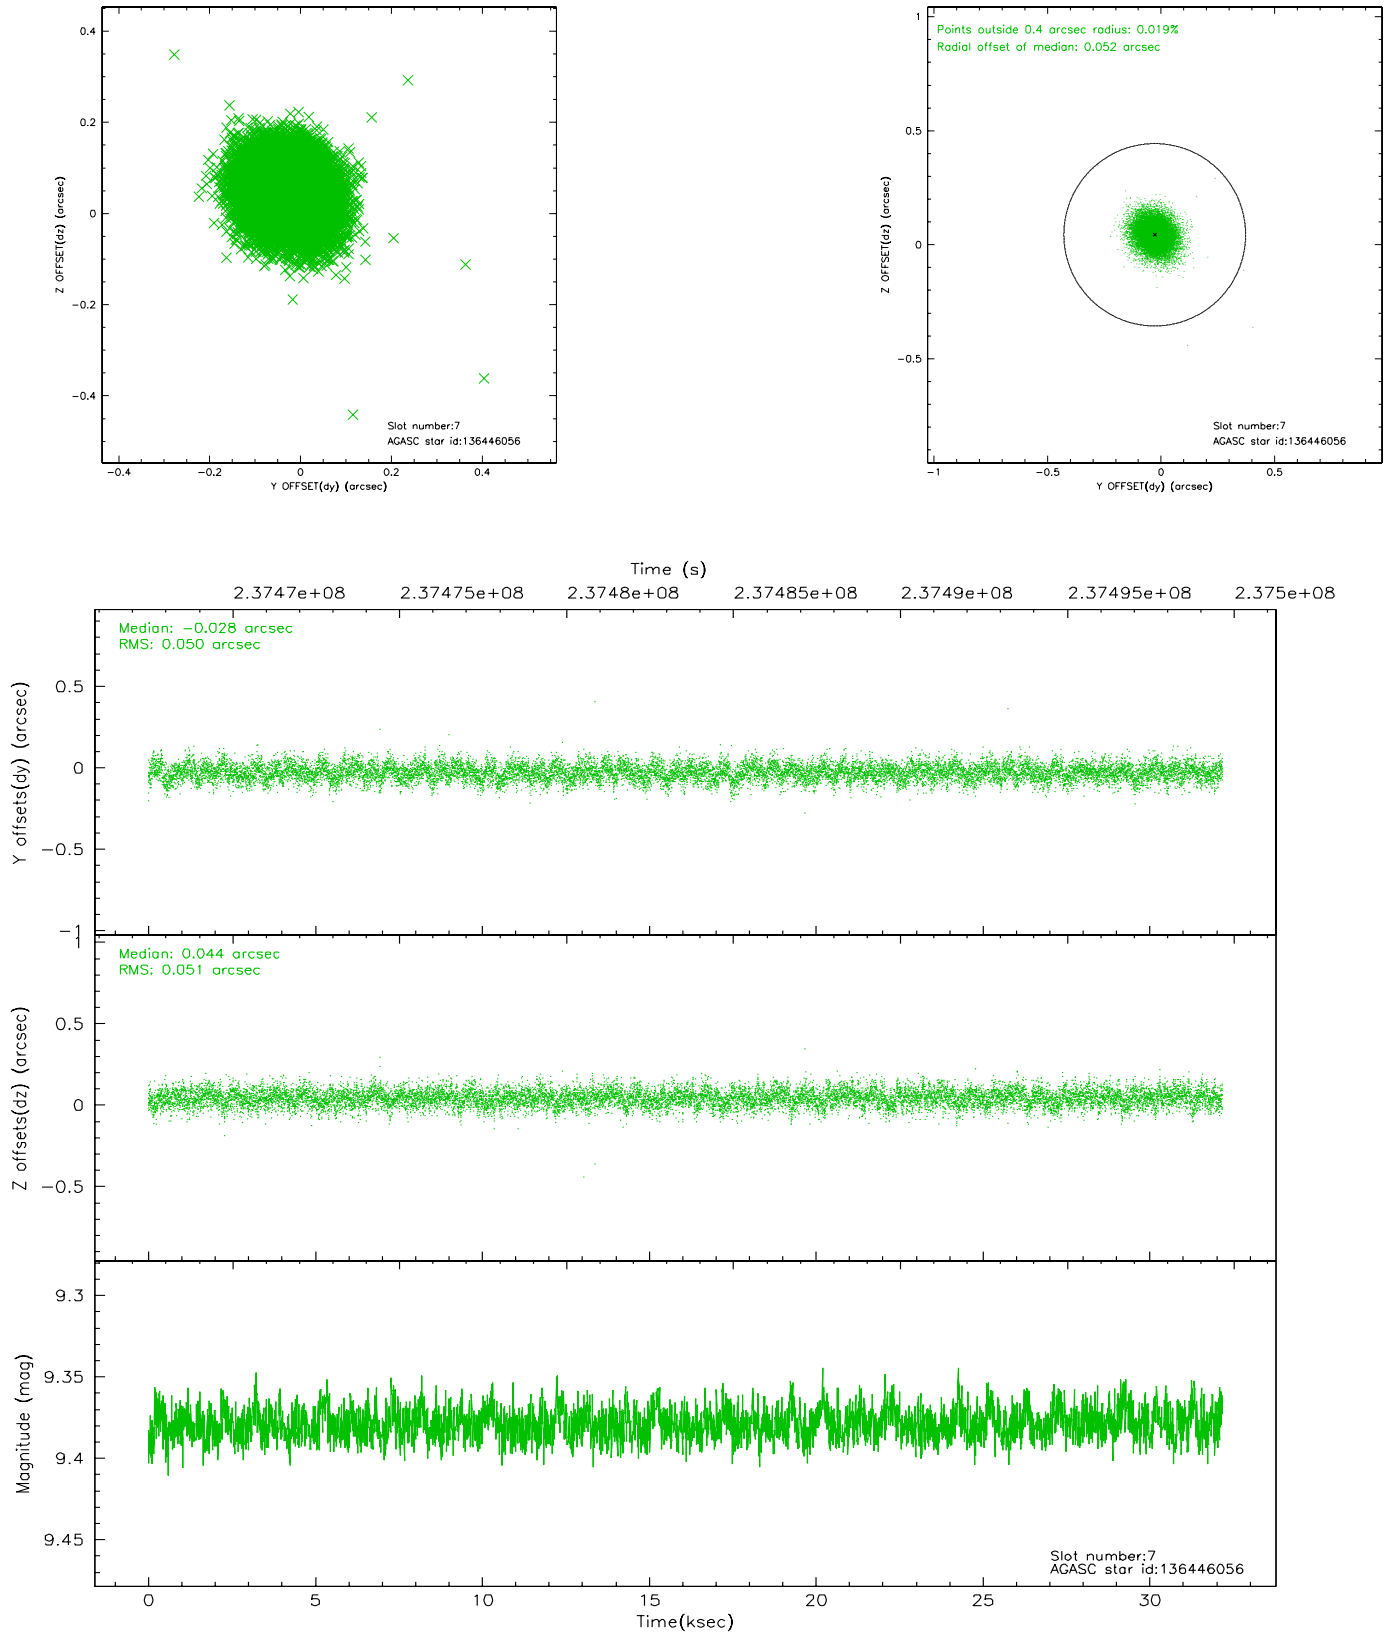 0.4
0.2
0
-0.2
-0.4
Z OFFSET(dz) (arcsec)
Slot number:7
AGASC star id:136446056
-0.4 -0.2 0 0.2 0.4
Y OFFSET(dy) (arcsec)
Points outside 0.4 arcsec radius: 0.019%
Radial offset of median: 0.052 arcsec
1
0.5
0
-0.5
Z OFFSET(dz) (arcsec)
Slot number:7
AGASC star id:136446056
-1 -0.5 0 0.5
Y OFFSET(dy) (arcsec)
Time (s)
2.3747e+08 2.37475e+08 2.3748e+08 2.37485e+08 2.3749e+08 2.37495e+08 2.375e+08
Median: -0.028 arcsec
RMS: 0.050 arcsec
0.5
0
-0.5
-1
Y offsets(dy) (arcsec)
Median: 0.044 arcsec
RMS: 0.051 arcsec
1
0.5
0
-0.5
Z offsets(dz) (arcsec)
9.3
9.35
9.4
9.45
Magnitude (mag)
Slot number:7
AGASC star id:136446056
0 5 10 15 20 25 30
Time(ksec)